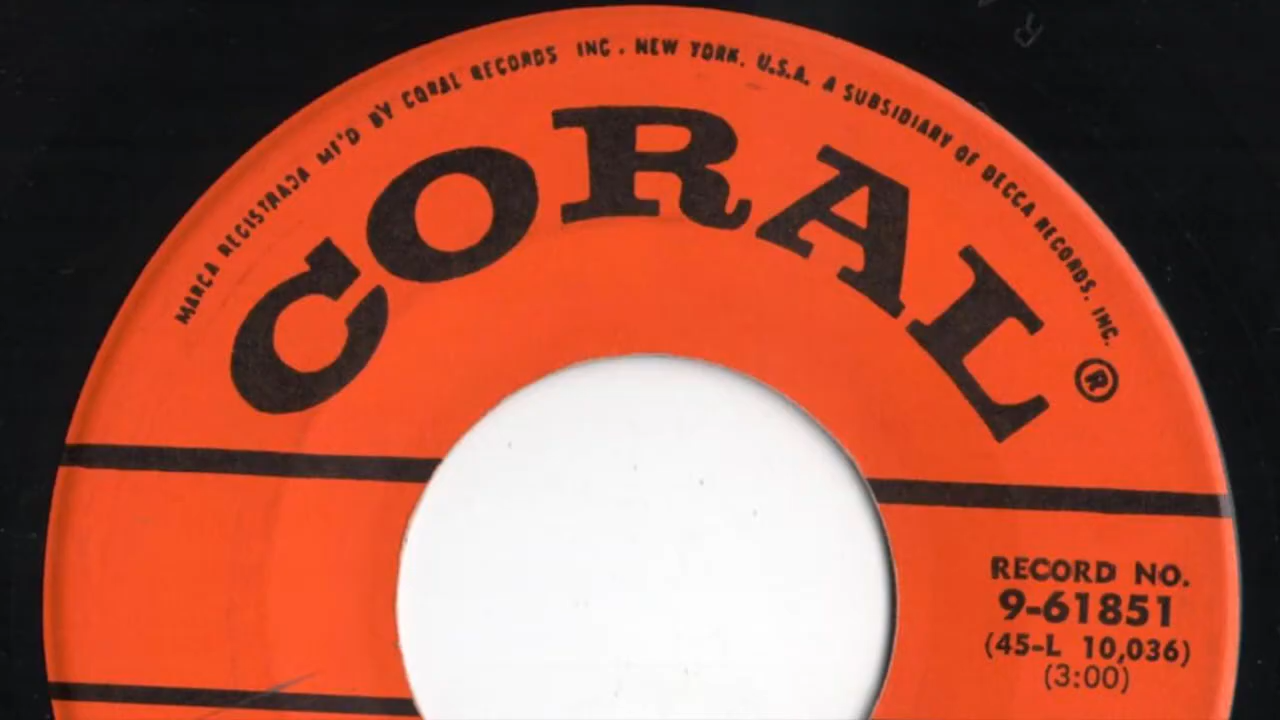 MARCA REGISTRADA MF'D BY CORAL RECORDS INC. NEW YORK, U.S.A. A SUBSIDIARY OF DECCA RECORDS, INC.
CORAL ®
RECORD NO.
9-61851
(45-L 10,036)
(3:00)